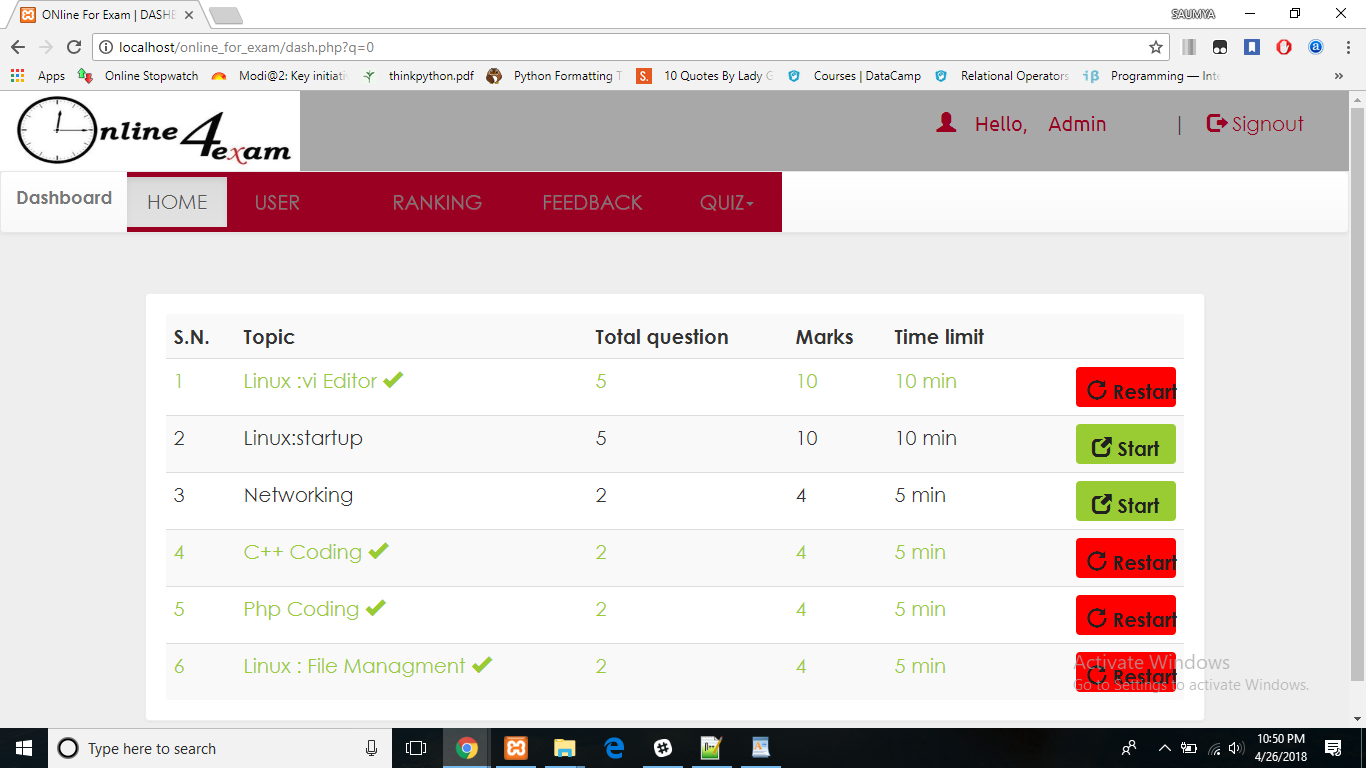 ONline For Exam | DASHB
SAUMYA
localhost/online_for_exam/dash.php?q=0
Apps Online Stopwatch Modi@2: Key initiati thinkpython.pdf Python Formatting T S. 10 Quotes By Lady G Courses | DataCamp Relational Operators iβ Programming — Inte »
nline4exam
Hello, Admin | Signout
Dashboard HOME USER RANKING FEEDBACK QUIZ
S.N. Topic Total question Marks Time limit
1 Linux :vi Editor 5 10 10 min Restart
2 Linux:startup 5 10 10 min Start
3 Networking 2 4 5 min Start
4 C++ Coding 2 4 5 min Restart
5 Php Coding 2 4 5 min Restart
6 Linux : File Managment 2 4 5 min Restart
Activate Windows
Go to Settings to activate Windows.
Type here to search
10:50 PM
4/26/2018